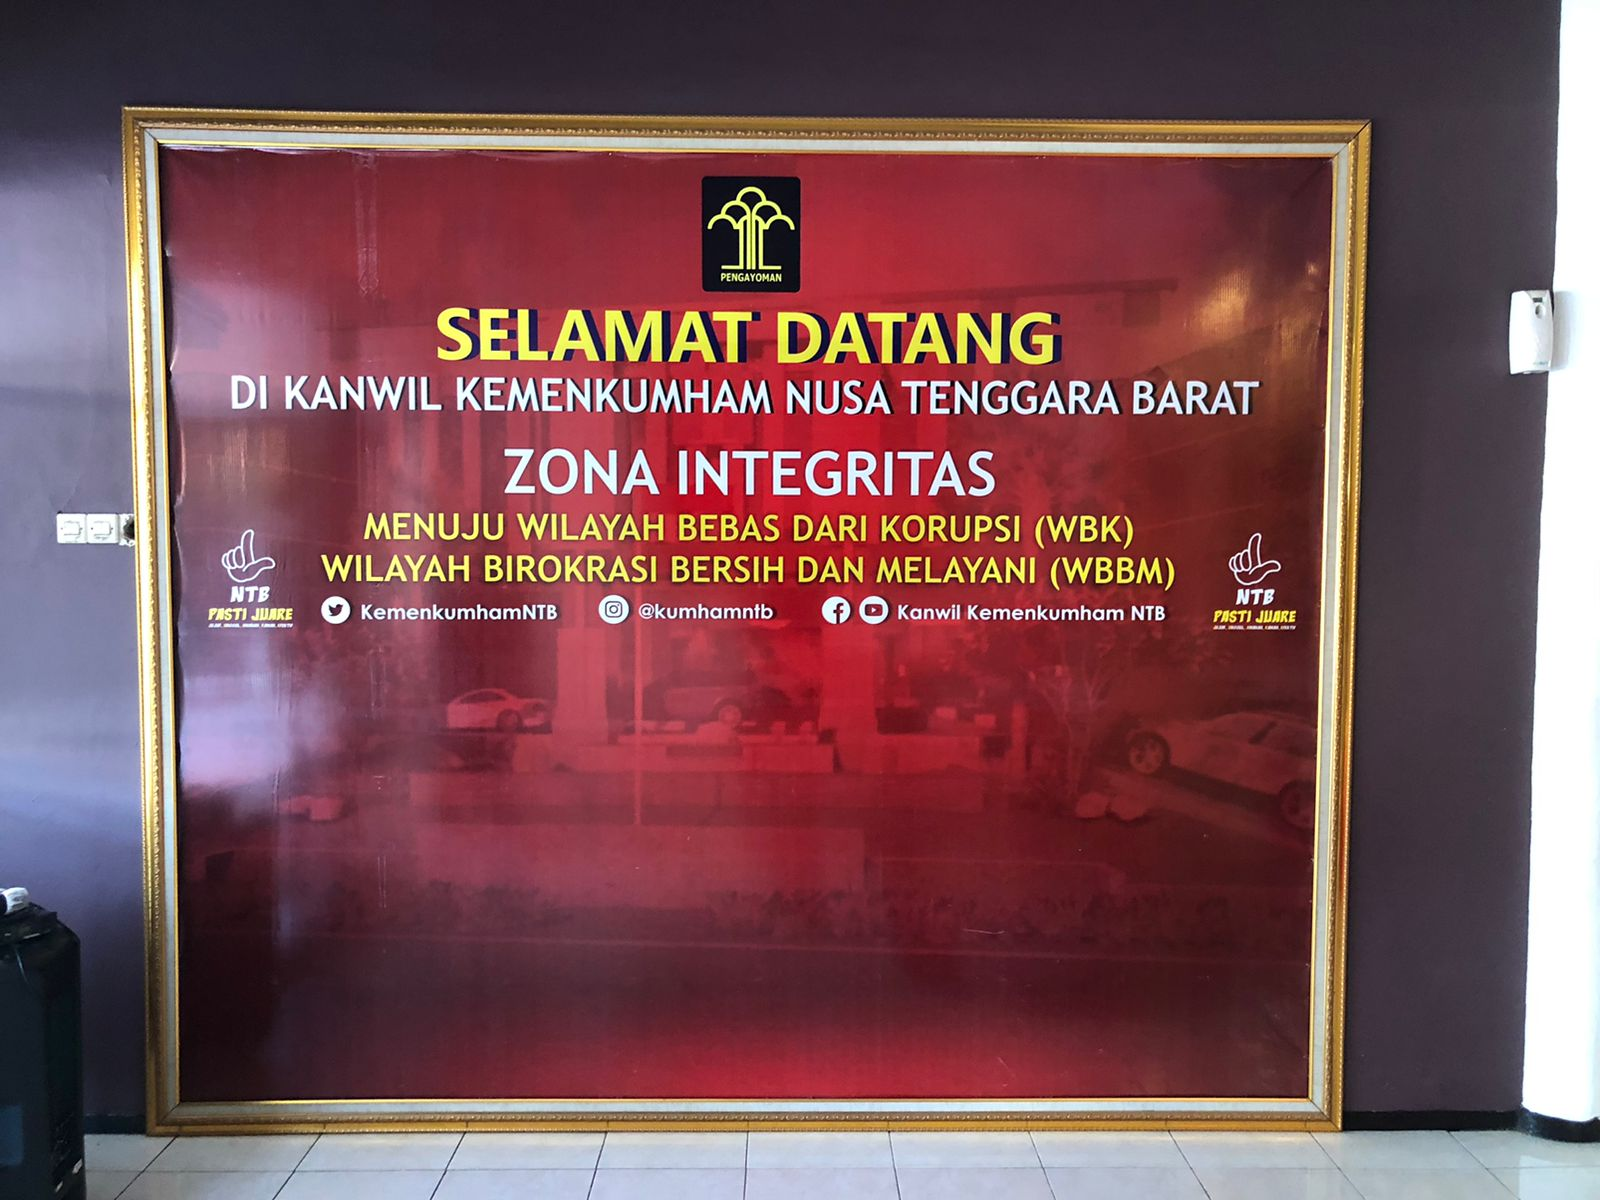 PENGAYOMAN
SELAMAT DATANG
DI KANWIL KEMENKUMHAM NUSA TENGGARA BARAT
ZONA INTEGRITAS
MENUJU WILAYAH BEBAS DARI KORUPSI (WBK)
WILAYAH BIROKRASI BERSIH DAN MELAYANI (WBBM)
KemenkumhamNTB @kumhamntb Kanwil Kemenkumham NTB
NTB
PASTI JUARE
NTB
PASTI JUARE